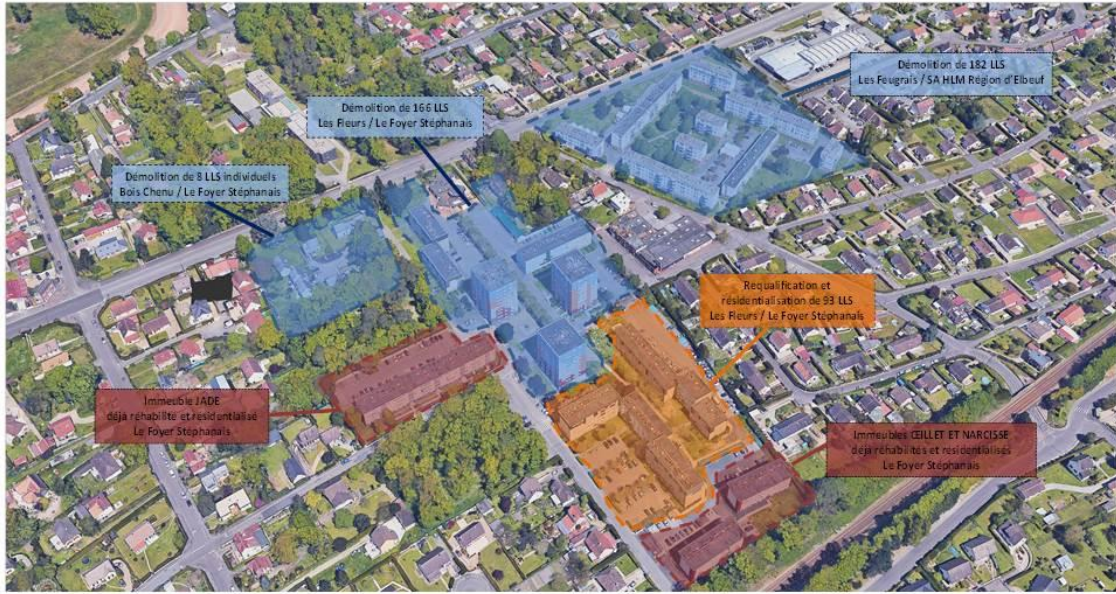 Démolition de 182 LLS
Les Feugrais / SA HLM Région d'Elbeuf
Démolition de 166 LLS
Les Fleurs / Le Foyer Stéphanais
Démolition de 8 LLS individuels
Bois Chenu / Le Foyer Stéphanais
Requalification et
résidentialisation de 93 LLS
Les Fleurs / Le Foyer Stéphanais
Immeuble JADE
déjà réhabilité et residentialisé
Le Foyer Stéphanais
Immeubles ŒILLET ET NARCISSE
déjà réhabilités et residentialisés
Le Foyer Stéphanais